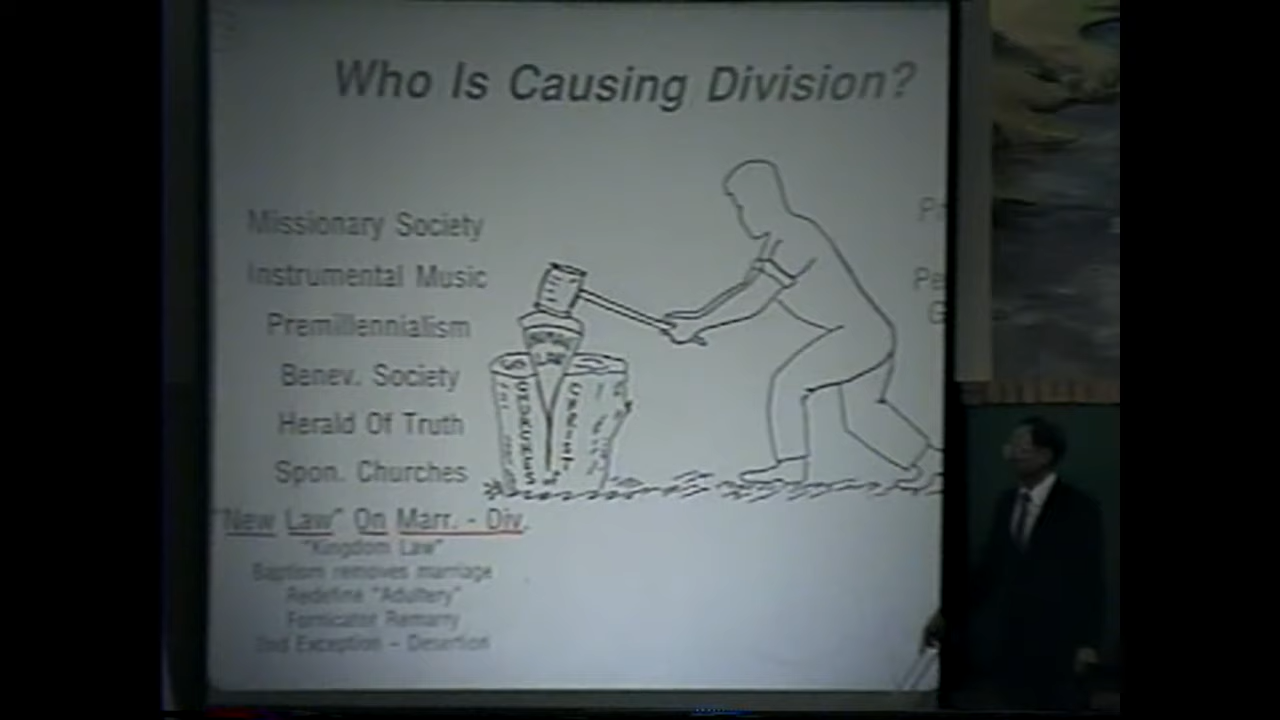 Who Is Causing Division?
Missionary Society
Instrumental Music
Premillennialism
Benev. Society
Herald Of Truth
Spon. Churches
"New Law" On Marr. - Div.
"Kingdom Law"
Baptism removes marriage
Redefine "Adultery"
Fornicator Remarry
2nd Exception - Desertion
LAW